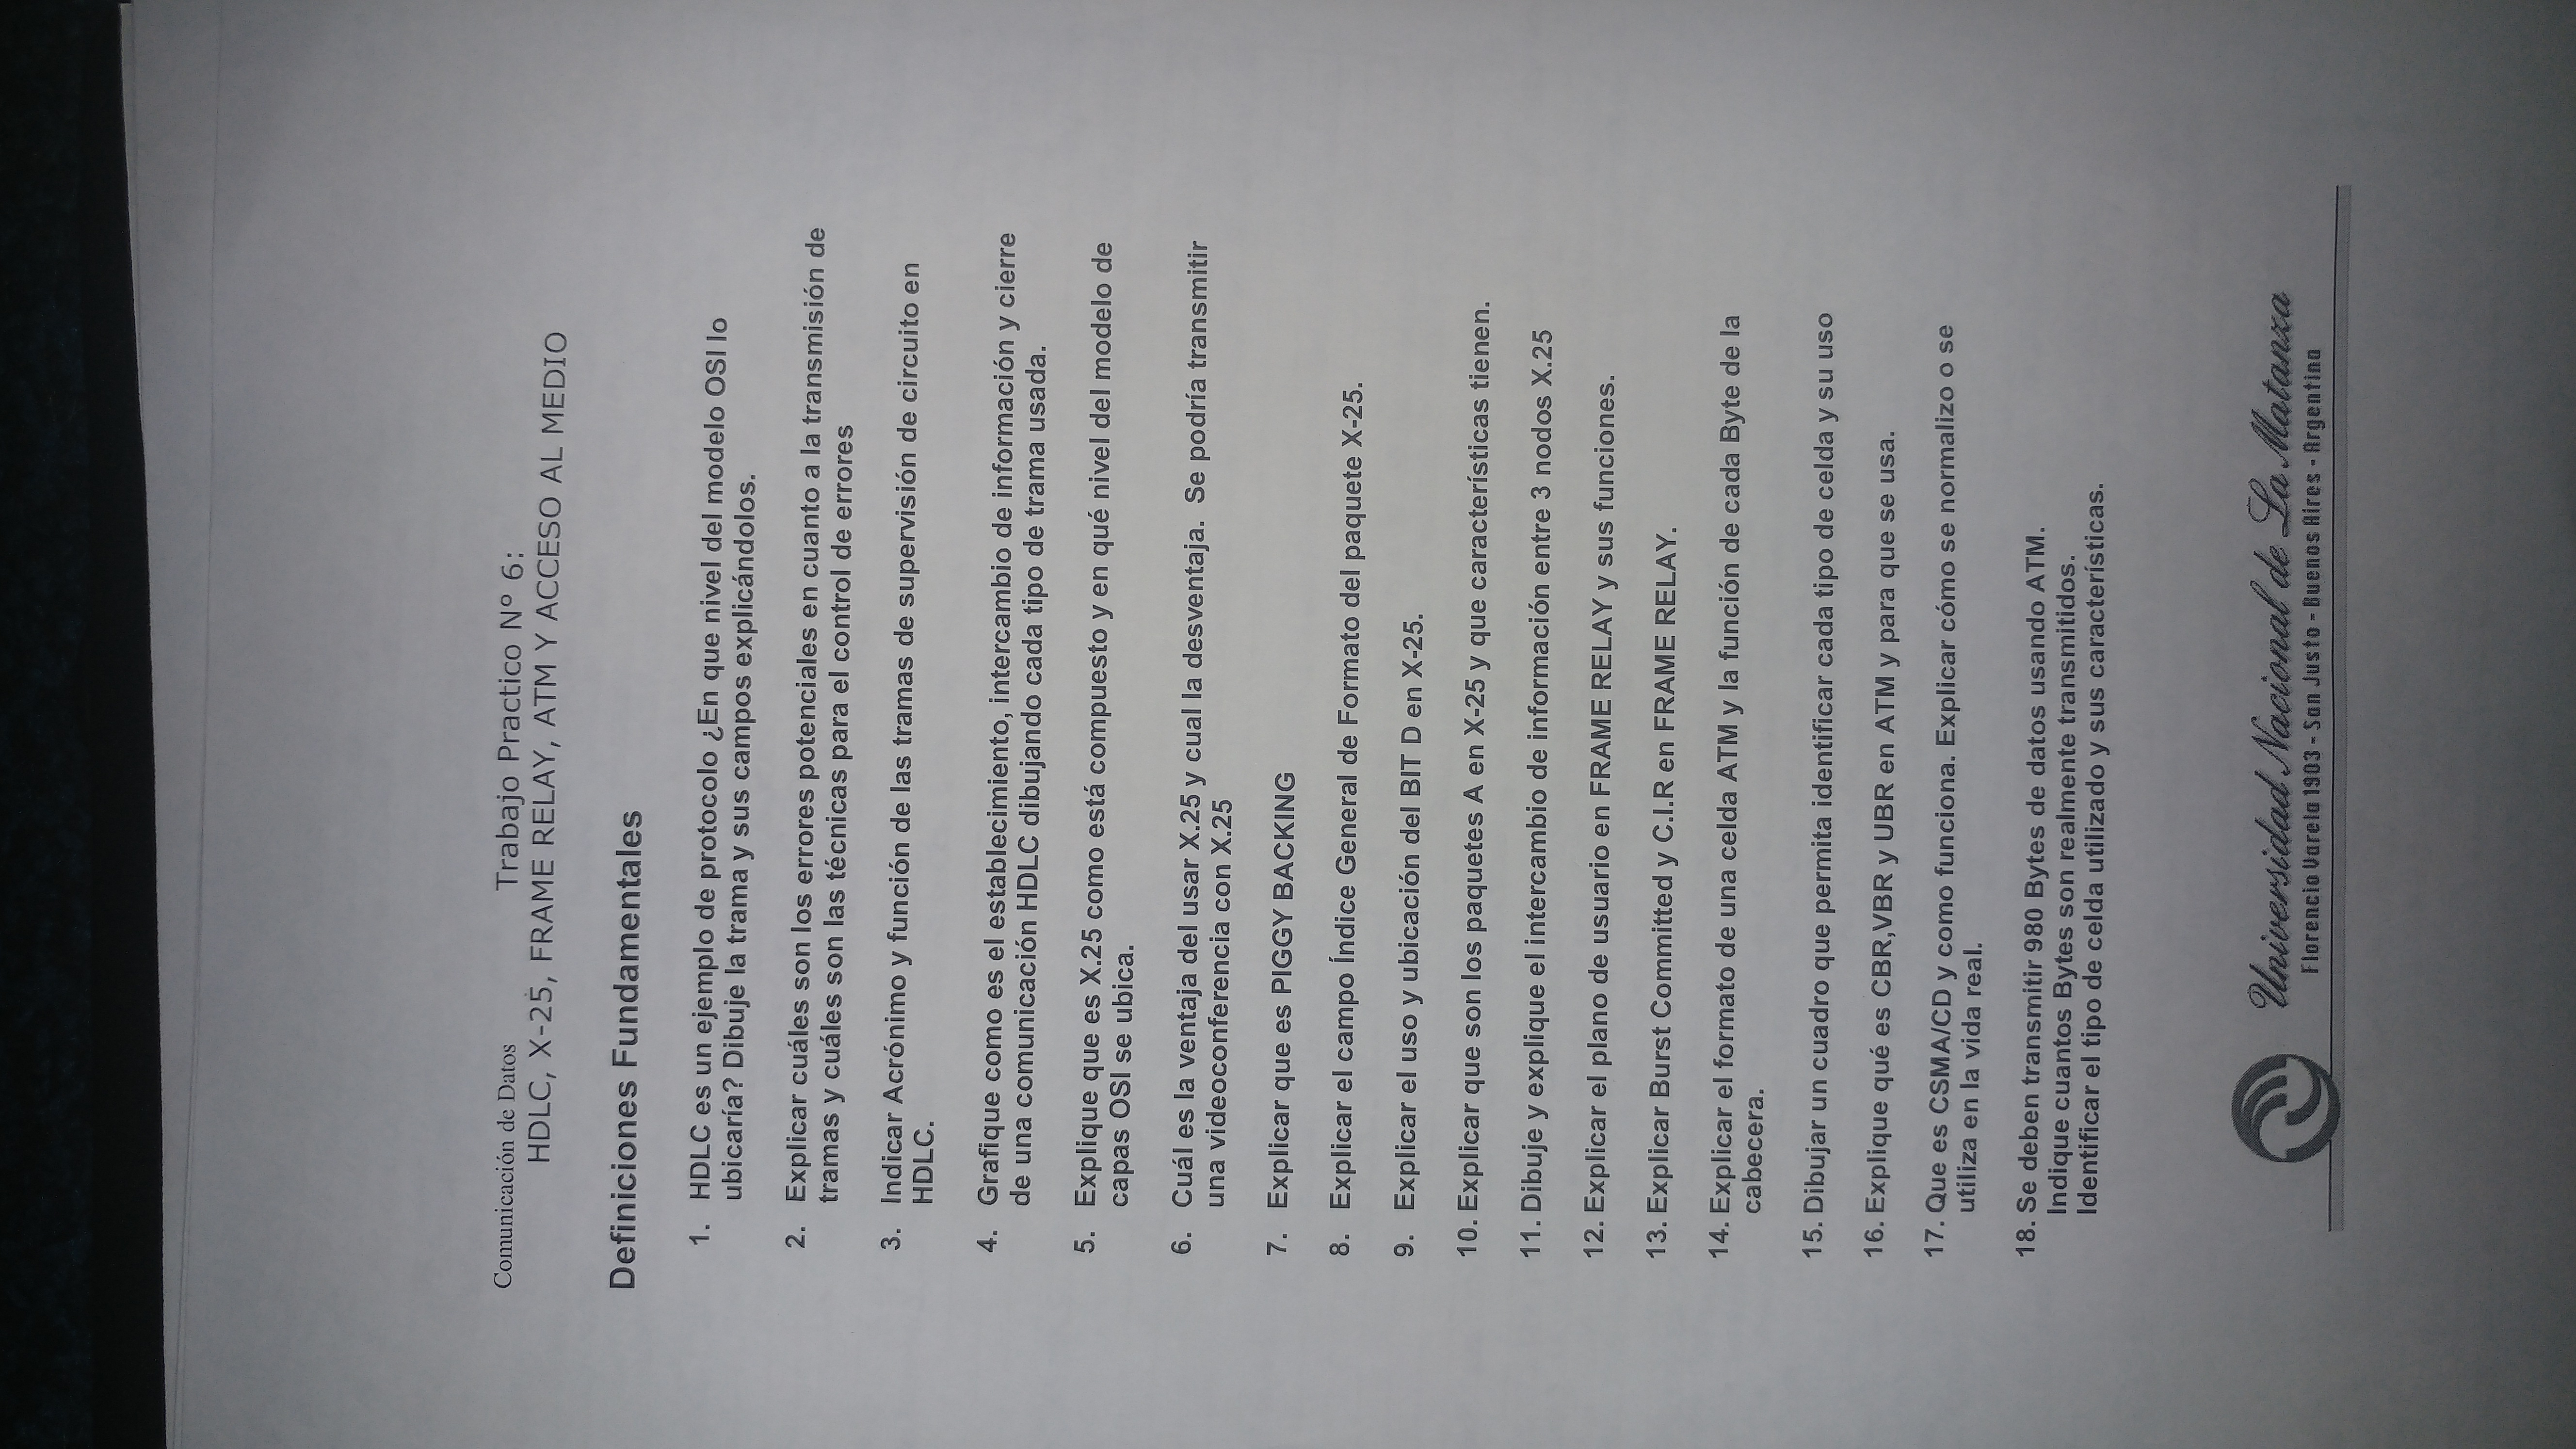 Comunicación de Datos Trabajo Practico Nº 6:
HDLC, X-25, FRAME RELAY, ATM Y ACCESO AL MEDIO
Definiciones Fundamentales
1. HDLC es un ejemplo de protocolo ¿En que nivel del modelo OSI lo
ubicaría? Dibuje la trama y sus campos explicándolos.
2. Explicar cuáles son los errores potenciales en cuanto a la transmisión de
tramas y cuáles son las técnicas para el control de errores
3. Indicar Acrónimo y función de las tramas de supervisión de circuito en
HDLC.
4. Grafique como es el establecimiento, intercambio de información y cierre
de una comunicación HDLC dibujando cada tipo de trama usada.
5. Explique que es X.25 como está compuesto y en qué nivel del modelo de
capas OSI se ubica.
6. Cuál es la ventaja del usar X.25 y cual la desventaja. Se podría transmitir
una videoconferencia con X.25
7. Explicar que es PIGGY BACKING
8. Explicar el campo Índice General de Formato del paquete X-25.
9. Explicar el uso y ubicación del BIT D en X-25.
10. Explicar que son los paquetes A en X-25 y que características tienen.
11. Dibuje y explique el intercambio de información entre 3 nodos X.25
12. Explicar el plano de usuario en FRAME RELAY y sus funciones.
13. Explicar Burst Committed y C.I.R en FRAME RELAY.
14. Explicar el formato de una celda ATM y la función de cada Byte de la
cabecera.
15. Dibujar un cuadro que permita identificar cada tipo de celda y su uso
16. Explique qué es CBR,VBR y UBR en ATM y para que se usa.
17. Que es CSMA/CD y como funciona. Explicar cómo se normalizo o se
utiliza en la vida real.
18. Se deben transmitir 980 Bytes de datos usando ATM.
Indique cuantos Bytes son realmente transmitidos.
Identificar el tipo de celda utilizado y sus características.
Universidad Nacional de La Matanza
Florencio Varela 1903 - San Justo - Buenos Aires - Argentina